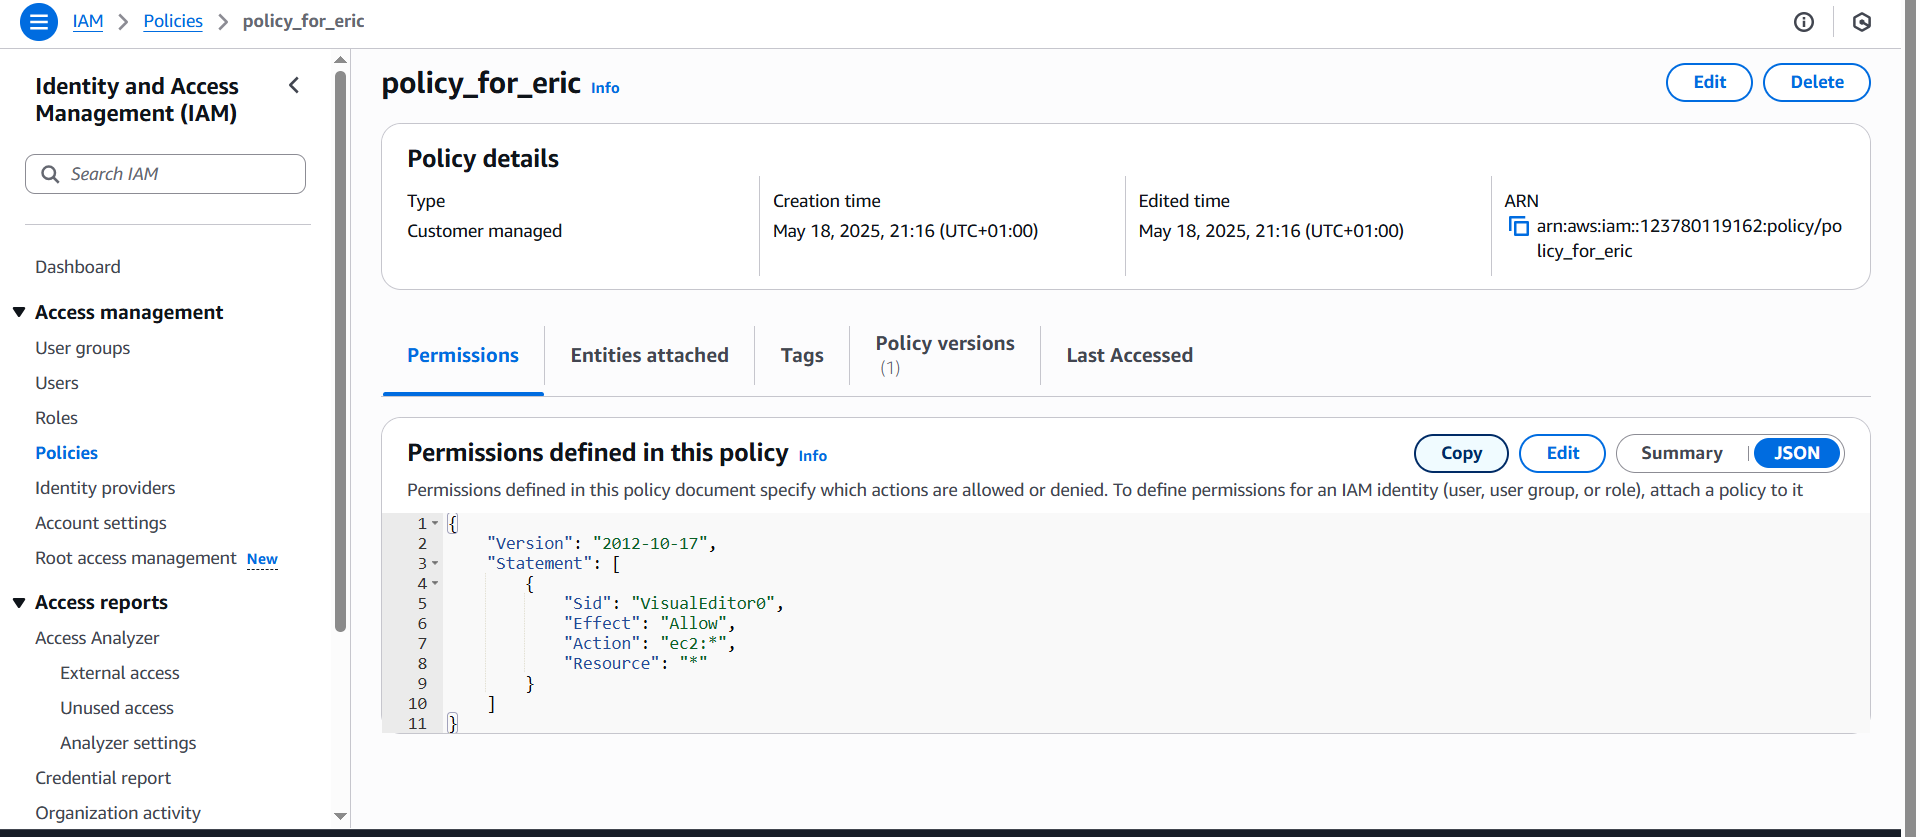 IAM > Policies > policy_for_eric
Identity and Access
Management (IAM)
Search IAM
Dashboard
Access management
User groups
Users
Roles
Policies
Identity providers
Account settings
Root access management New
Access reports
Access Analyzer
External access
Unused access
Analyzer settings
Credential report
Organization activity
policy_for_eric Info
Edit
Delete
Policy details
Type
Customer managed
Creation time
May 18, 2025, 21:16 (UTC+01:00)
Edited time
May 18, 2025, 21:16 (UTC+01:00)
ARN
arn:aws:iam::123780119162:policy/po
licy_for_eric
Permissions
Entities attached
Tags
Policy versions
(1)
Last Accessed
Permissions defined in this policy Info
Copy
Edit
Summary
JSON
Permissions defined in this policy document specify which actions are allowed or denied. To define permissions for an IAM identity (user, user group, or role), attach a policy to it
1 {
2 "Version": "2012-10-17",
3 "Statement": [
4 {
5 "Sid": "VisualEditor0",
6 "Effect": "Allow",
7 "Action": "ec2:*",
8 "Resource": "*"
9 }
10 ]
11 }